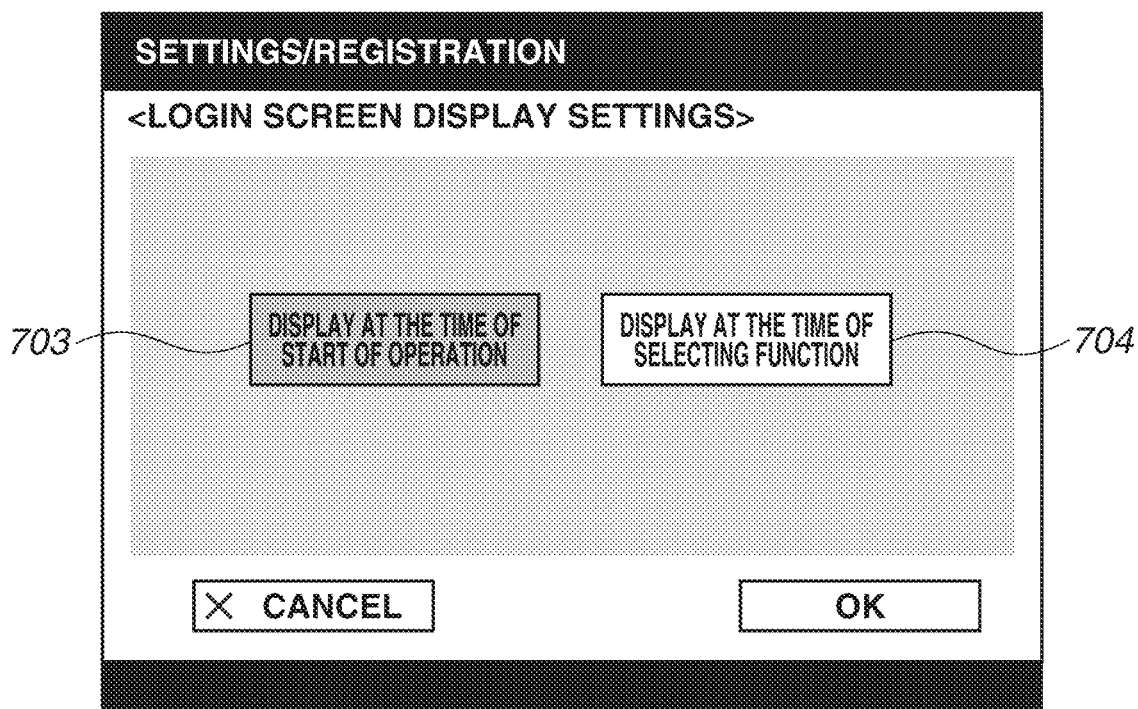 SETTINGS/REGISTRATION
<LOGIN SCREEN DISPLAY SETTINGS>
703
DISPLAY AT THE TIME OF
START OF OPERATION
DISPLAY AT THE TIME OF
SELECTING FUNCTION
704
X CANCEL
OK